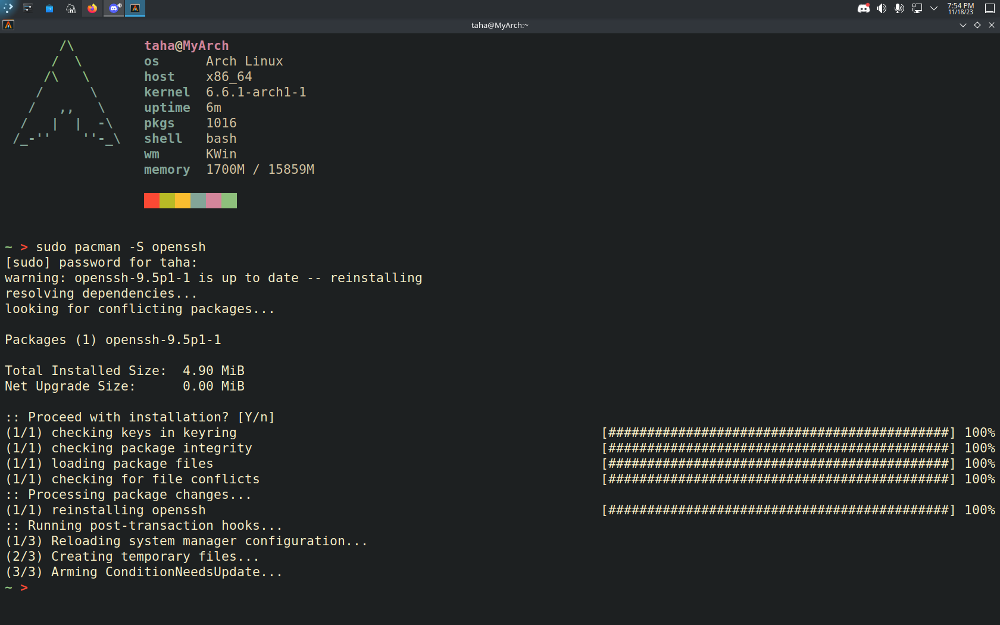 7:54 PM
11/18/23
taha@MyArch:~
/\ taha@MyArch
/  \ os Arch Linux
/\   \ host x86_64
/      \ kernel 6.6.1-arch1-1
/   ,,   \ uptime 6m
/   |  |  -\ pkgs 1016
/_-''    ''-_\ shell bash
wm KWin
memory 1700M / 15859M
~ > sudo pacman -S openssh
[sudo] password for taha:
warning: openssh-9.5p1-1 is up to date -- reinstalling
resolving dependencies...
looking for conflicting packages...
Packages (1) openssh-9.5p1-1
Total Installed Size:  4.90 MiB
Net Upgrade Size:      0.00 MiB
:: Proceed with installation? [Y/n]
(1/1) checking keys in keyring [############################################] 100%
(1/1) checking package integrity [############################################] 100%
(1/1) loading package files [############################################] 100%
(1/1) checking for file conflicts [############################################] 100%
:: Processing package changes...
(1/1) reinstalling openssh [############################################] 100%
:: Running post-transaction hooks...
(1/3) Reloading system manager configuration...
(2/3) Creating temporary files...
(3/3) Arming ConditionNeedsUpdate...
~ >